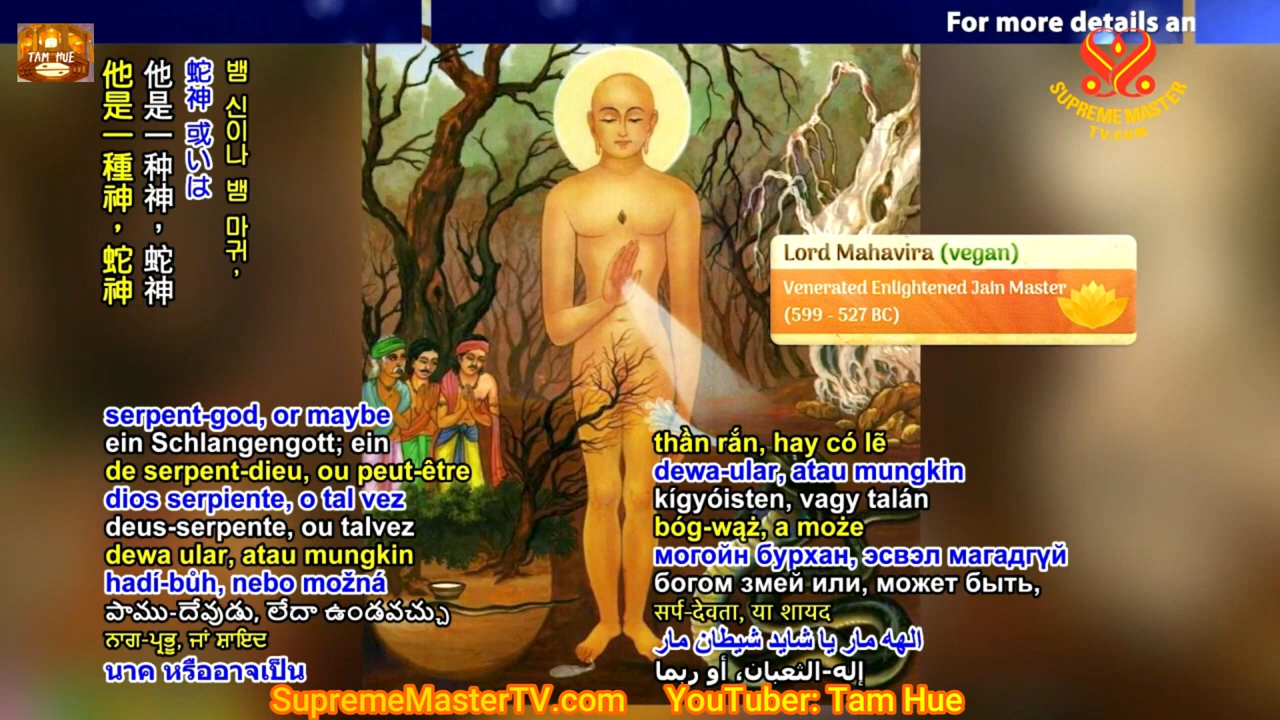 For more details an
TAM HUE
SUPREME MASTER
TV.com
뱀 신이나 뱀 마귀,
蛇神 或いは
他是一种神，蛇神
他是一種神，蛇神
Lord Mahavira (vegan)
Venerated Enlightened Jain Master
(599 - 527 BC)
serpent-god, or maybe
ein Schlangengott; ein
de serpent-dieu, ou peut-être
dios serpiente, o tal vez
deus-serpente, ou talvez
dewa ular, atau mungkin
hadí-bůh, nebo možná
పాము-దేవుడు, లేదా ఉండవచ్చు
ਨਾਗ-ਪ੍ਰਭੂ, ਜਾਂ ਸ਼ਾਇਦ
นาค หรืออาจเป็น
thần rắn, hay có lẽ
dewa-ular, atau mungkin
kígyóisten, vagy talán
bóg-wąż, a może
могойн бурхан, эсвэл магадгүй
богом змей или, может быть,
सर्प-देवता, या शायद
الهه مار یا شاید شیطان مار
إله-الثعبان، أو ربما
SupremeMasterTV.com YouTuber: Tam Hue